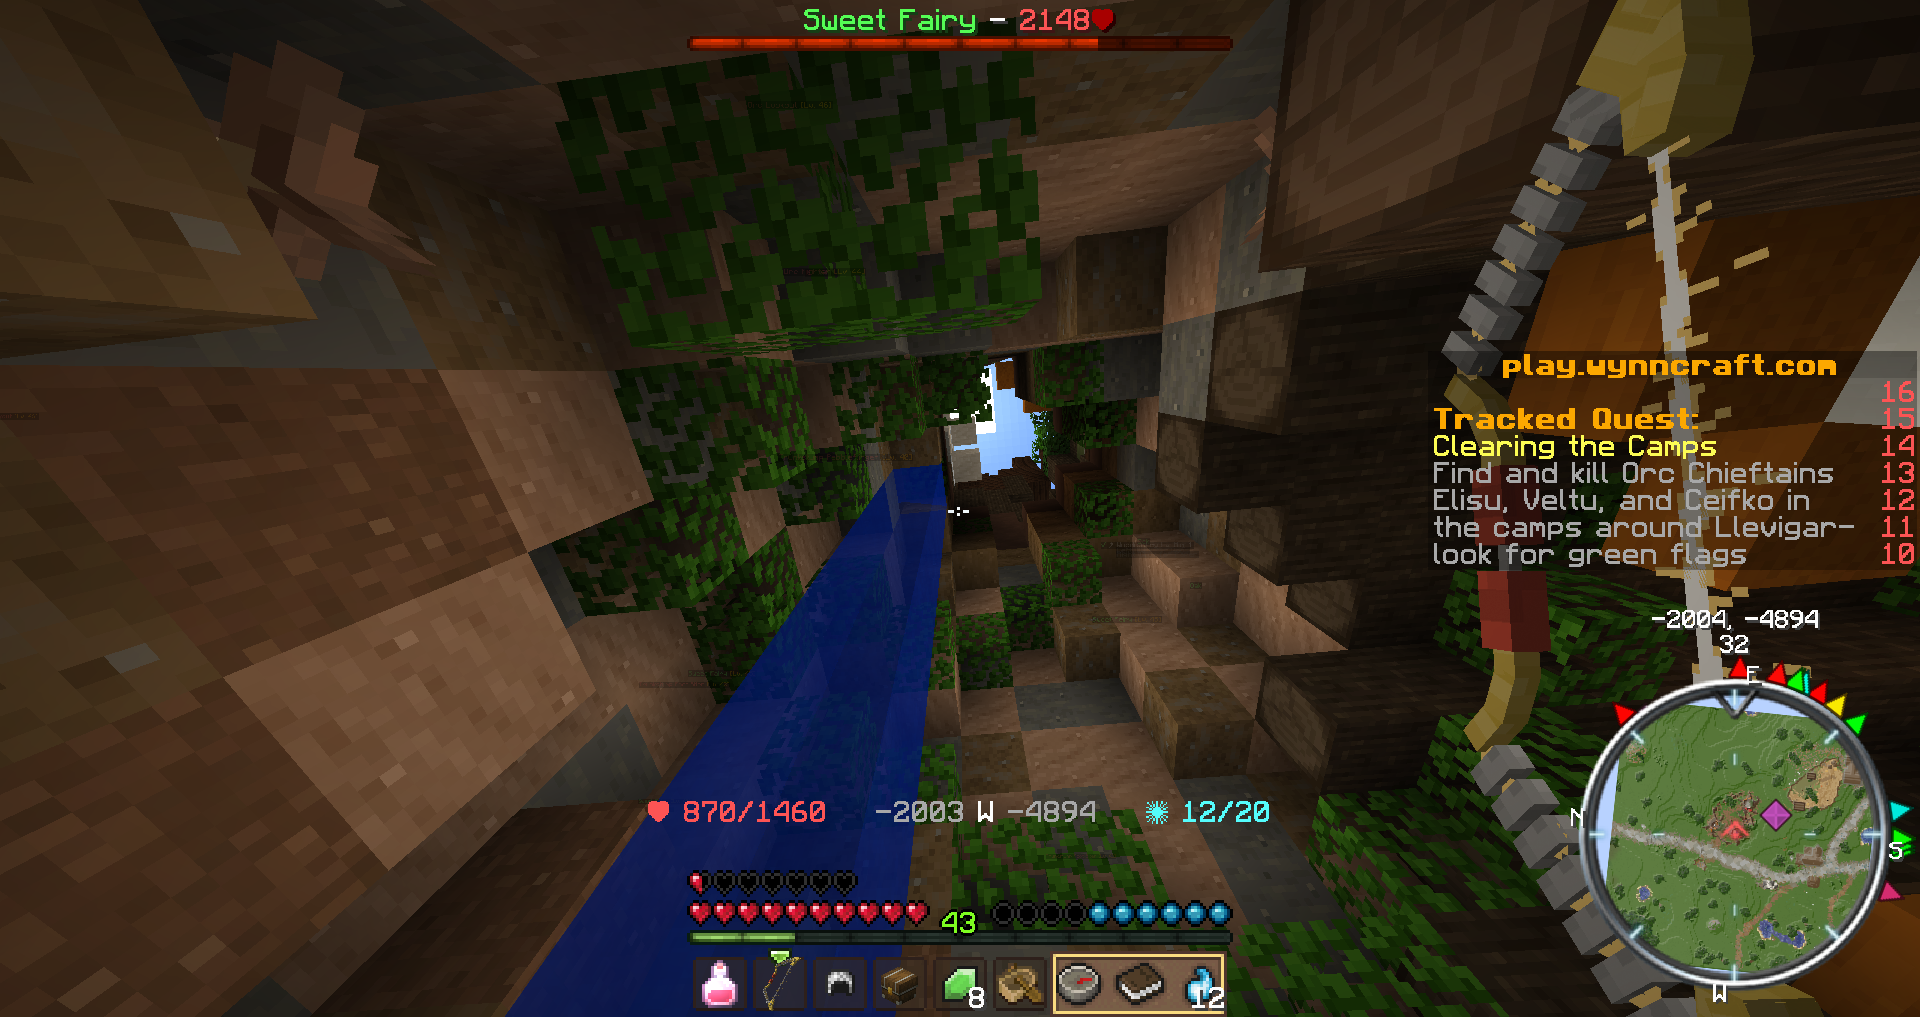 Sweet Fairy - 2148
play.wynncraft.com
16
Tracked Quest: 15
Clearing the Camps 14
Find and kill Orc Chieftains 13
Elisu, Veltu, and Ceifko in 12
the camps around Llevigar- 11
look for green flags 10
-2004, -4894
32
E
N
S
W
870/1460 -2003 W -4894 12/20
43
8
12